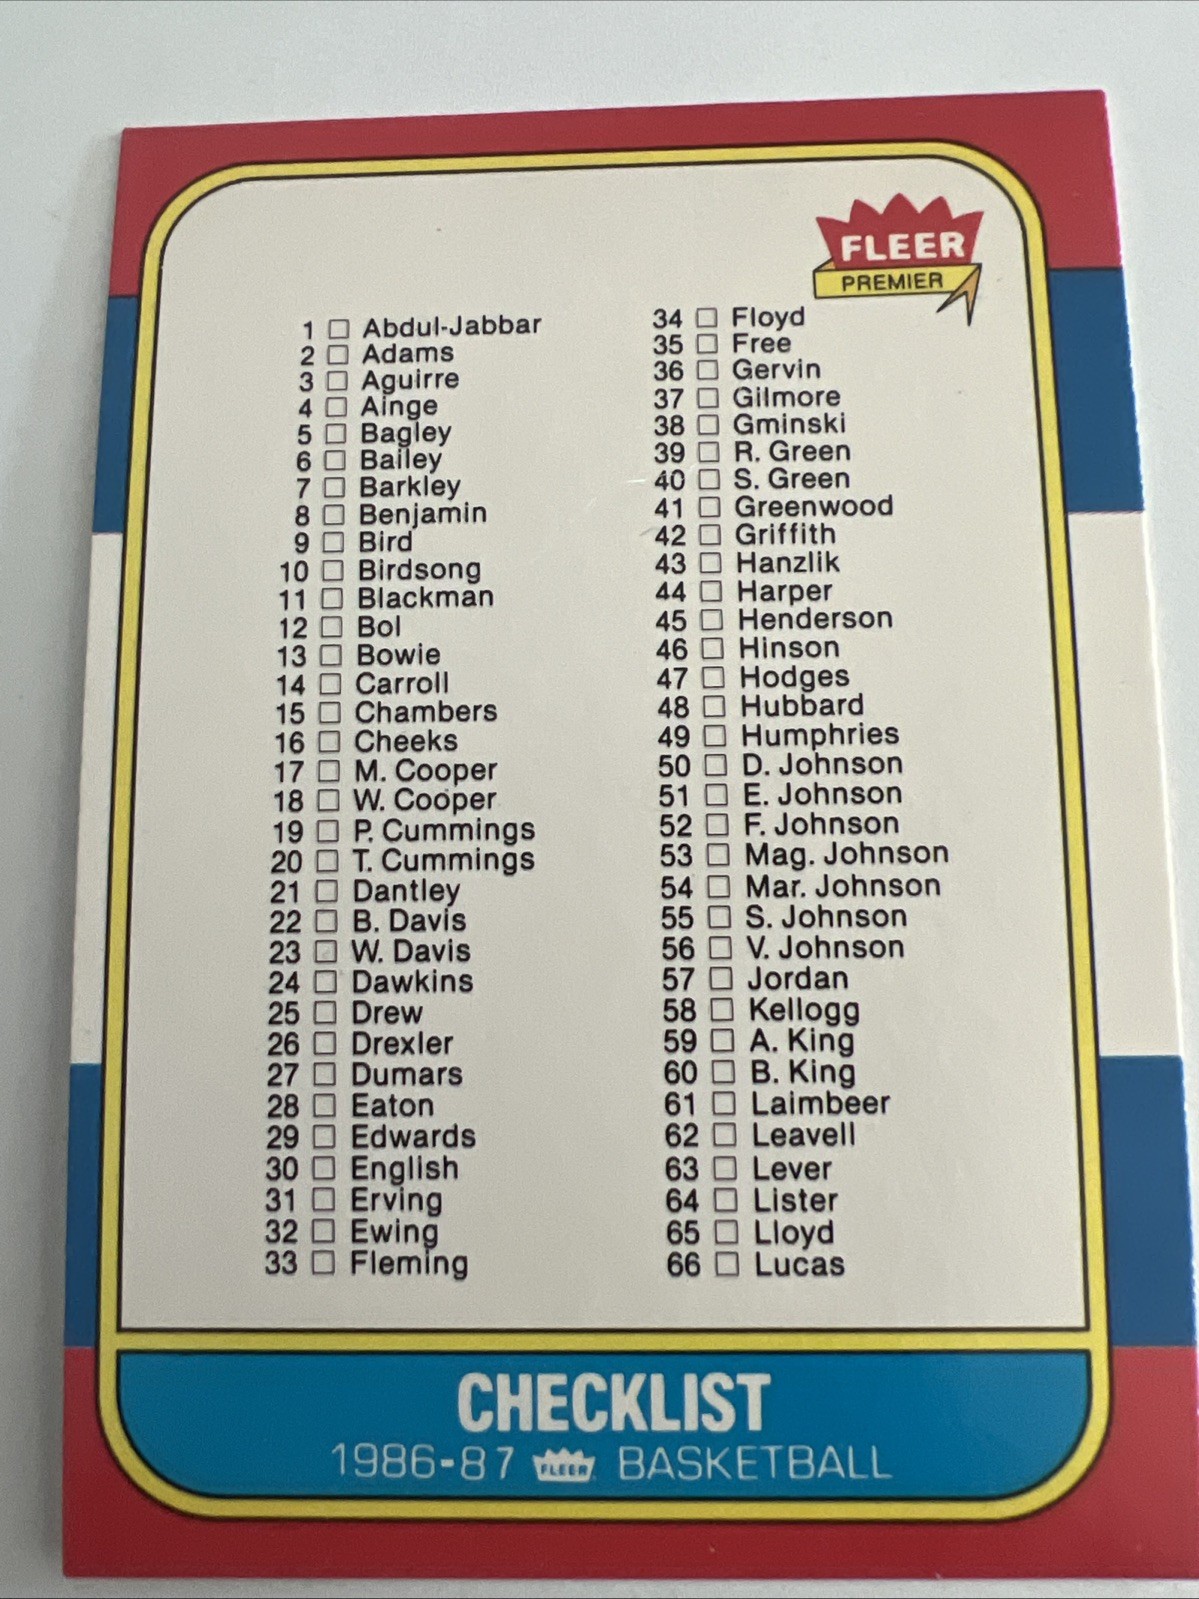 FLEER
PREMIER
1 Abdul-Jabbar
2 Adams
3 Aguirre
4 Ainge
5 Bagley
6 Bailey
7 Barkley
8 Benjamin
9 Bird
10 Birdsong
11 Blackman
12 Bol
13 Bowie
14 Carroll
15 Chambers
16 Cheeks
17 M. Cooper
18 W. Cooper
19 P. Cummings
20 T. Cummings
21 Dantley
22 B. Davis
23 W. Davis
24 Dawkins
25 Drew
26 Drexler
27 Dumars
28 Eaton
29 Edwards
30 English
31 Erving
32 Ewing
33 Fleming
34 Floyd
35 Free
36 Gervin
37 Gilmore
38 Gminski
39 R. Green
40 S. Green
41 Greenwood
42 Griffith
43 Hanzlik
44 Harper
45 Henderson
46 Hinson
47 Hodges
48 Hubbard
49 Humphries
50 D. Johnson
51 E. Johnson
52 F. Johnson
53 Mag. Johnson
54 Mar. Johnson
55 S. Johnson
56 V. Johnson
57 Jordan
58 Kellogg
59 A. King
60 B. King
61 Laimbeer
62 Leavell
63 Lever
64 Lister
65 Lloyd
66 Lucas
CHECKLIST
1986-87 FLEER BASKETBALL